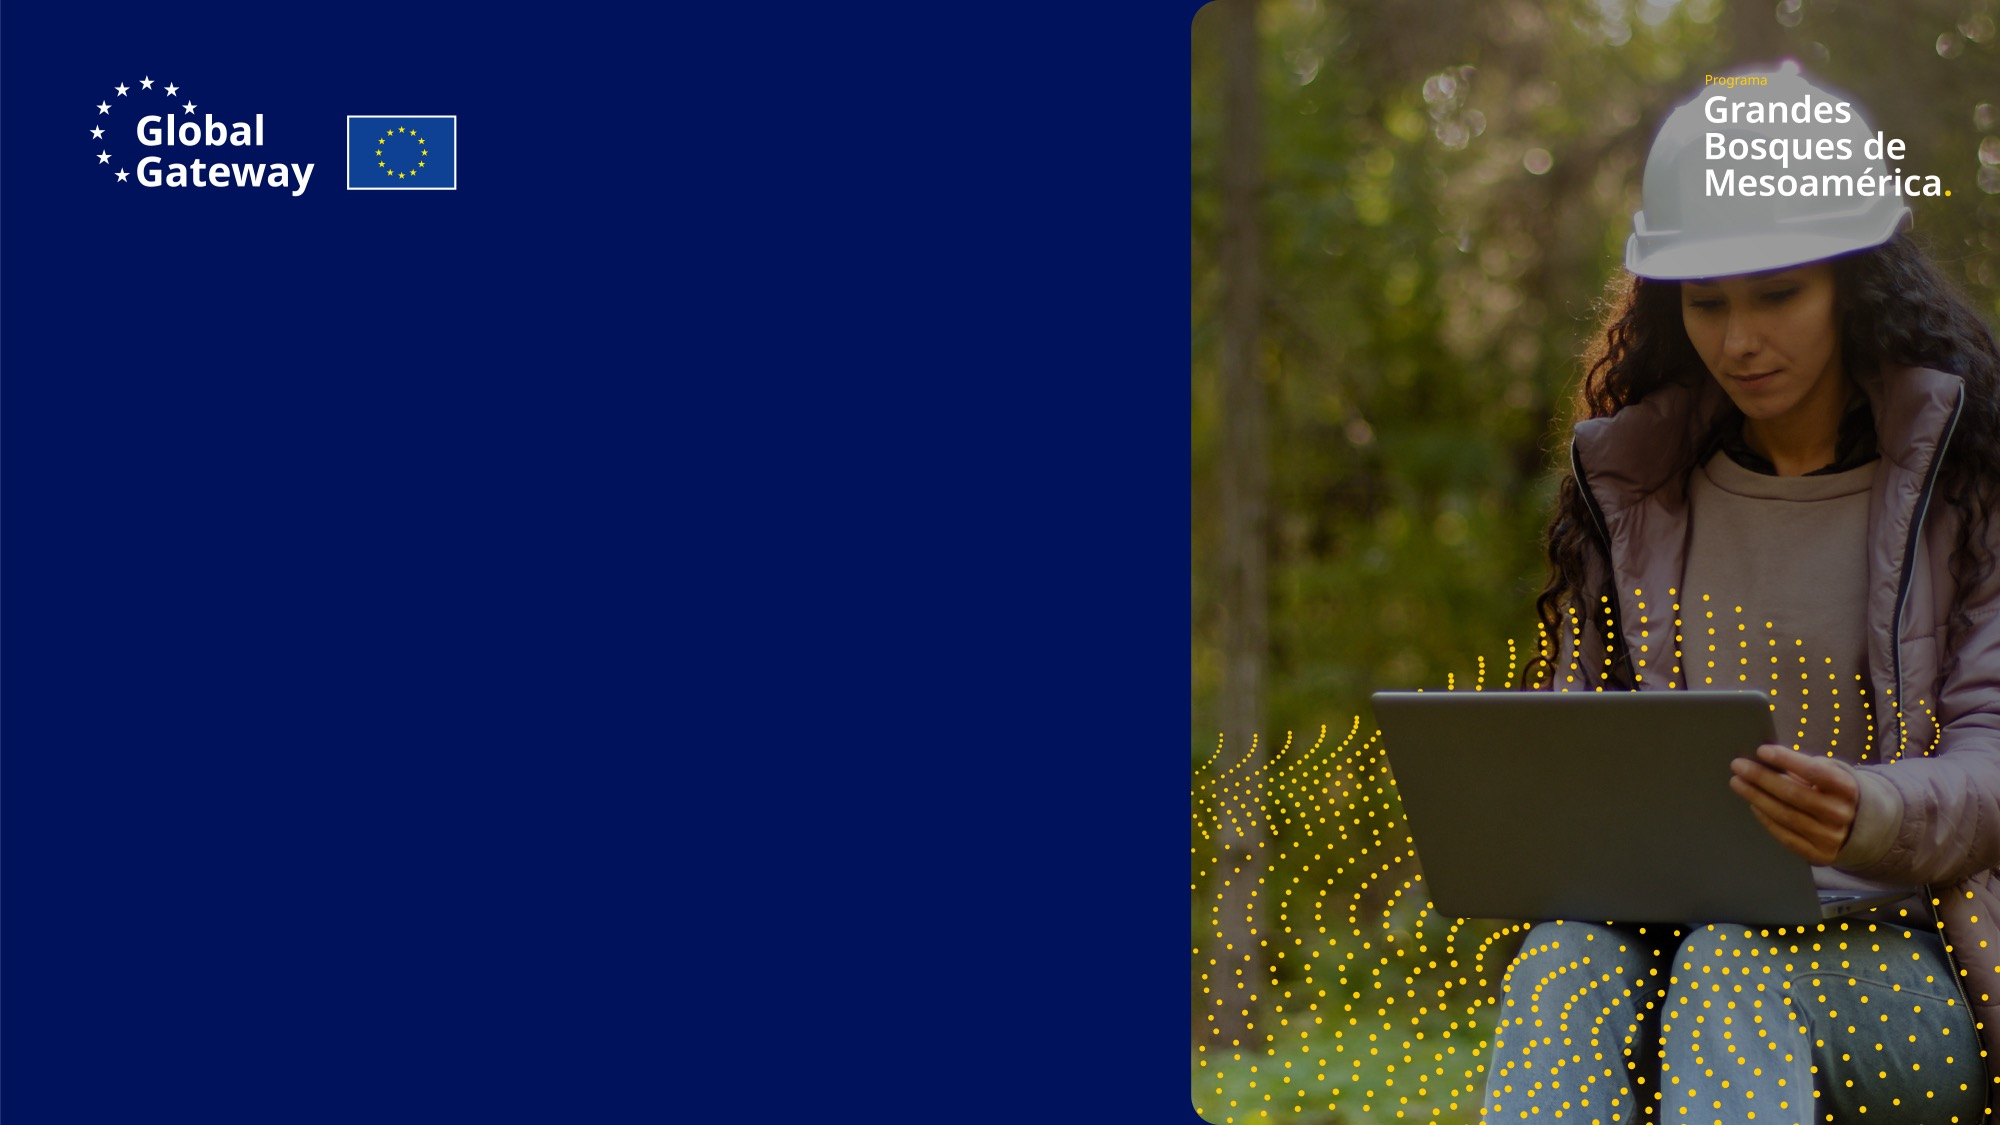 Global
Gateway
Programa
Grandes
Bosques de
Mesoamérica.